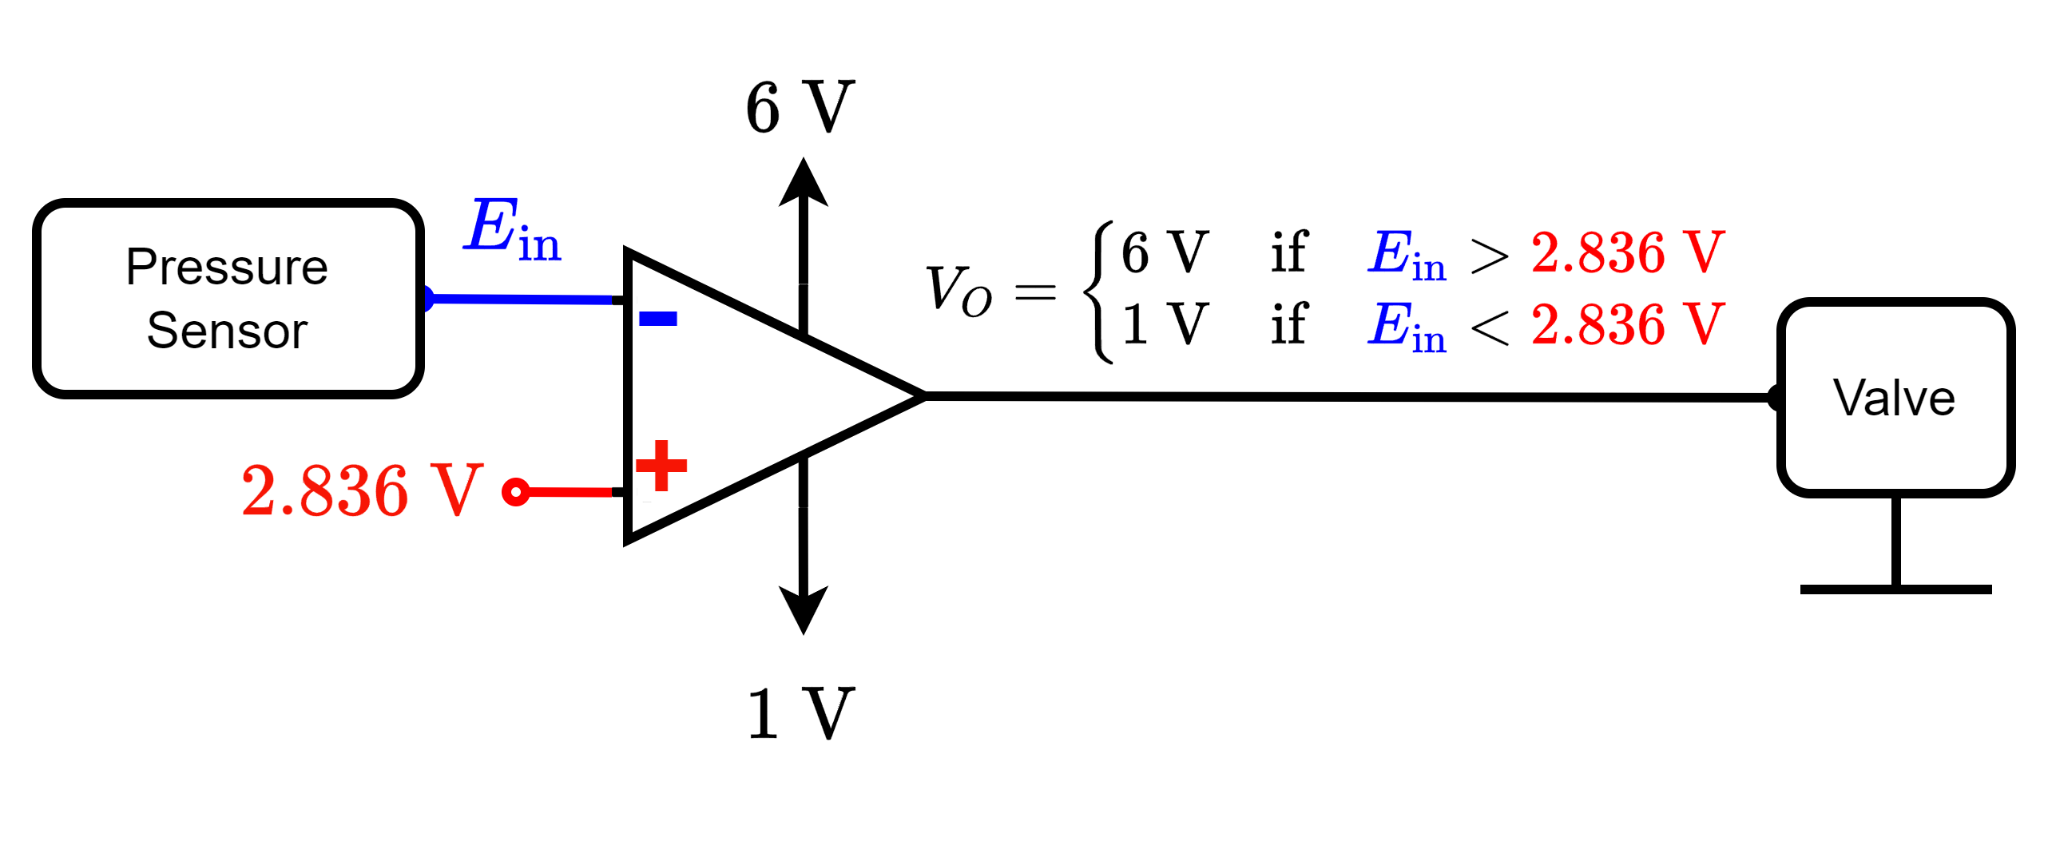 6 V
Pressure
Sensor
E_in
-
+
2.836 V
V_O = { 6 V if E_in > 2.836 V
1 V if E_in < 2.836 V
Valve
1 V